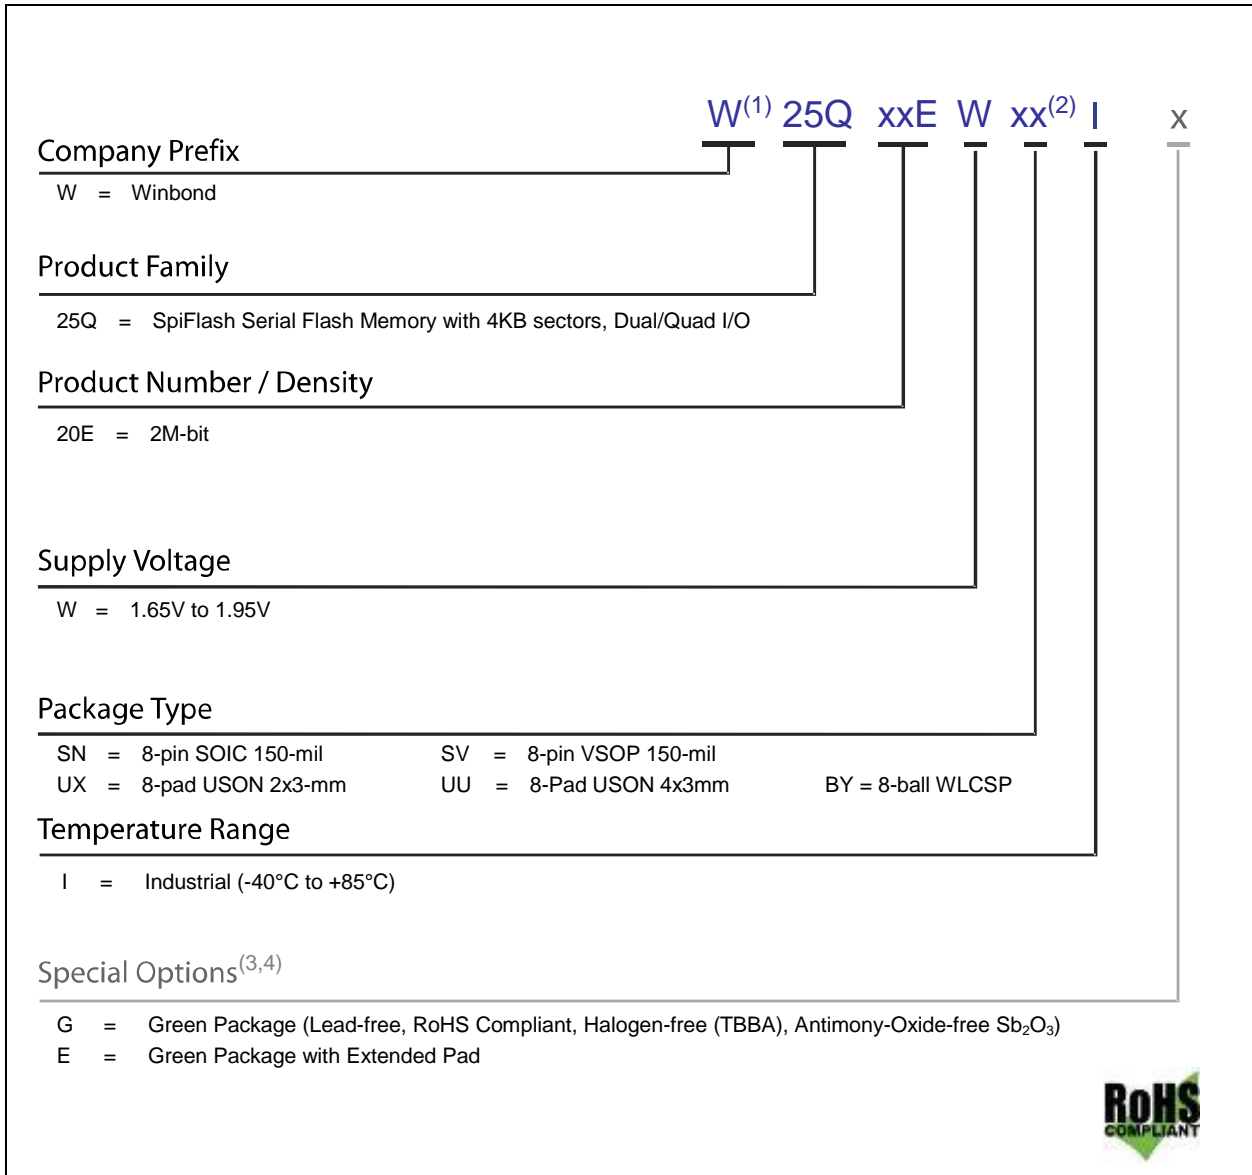 W(1) 25Q xxE W xx(2) I x
Company Prefix
W = Winbond
Product Family
25Q = SpiFlash Serial Flash Memory with 4KB sectors, Dual/Quad I/O
Product Number / Density
20E = 2M-bit
Supply Voltage
W = 1.65V to 1.95V
Package Type
SN = 8-pin SOIC 150-mil SV = 8-pin VSOP 150-mil
UX = 8-pad USON 2x3-mm UU = 8-Pad USON 4x3mm BY = 8-ball WLCSP
Temperature Range
I = Industrial (-40°C to +85°C)
Special Options(3,4)
G = Green Package (Lead-free, RoHS Compliant, Halogen-free (TBBA), Antimony-Oxide-free Sb₂O₃)
E = Green Package with Extended Pad
RoHS
COMPLIANT